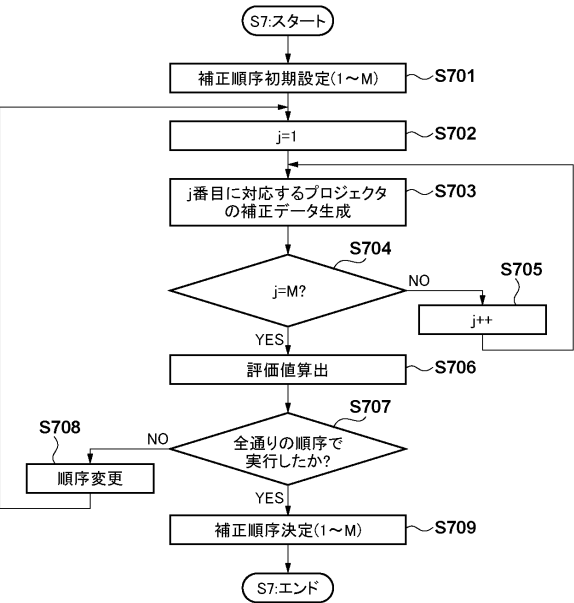 S7:スタート
補正順序初期設定(1～M)
S701
j=1
S702
j番目に対応するプロジェクタ
の補正データ生成
S703
S704
j=M?
NO
S705
j++
YES
評価値算出
S706
S707
全通りの順序で
実行したか?
NO
S708
順序変更
YES
補正順序決定(1～M)
S709
S7:エンド